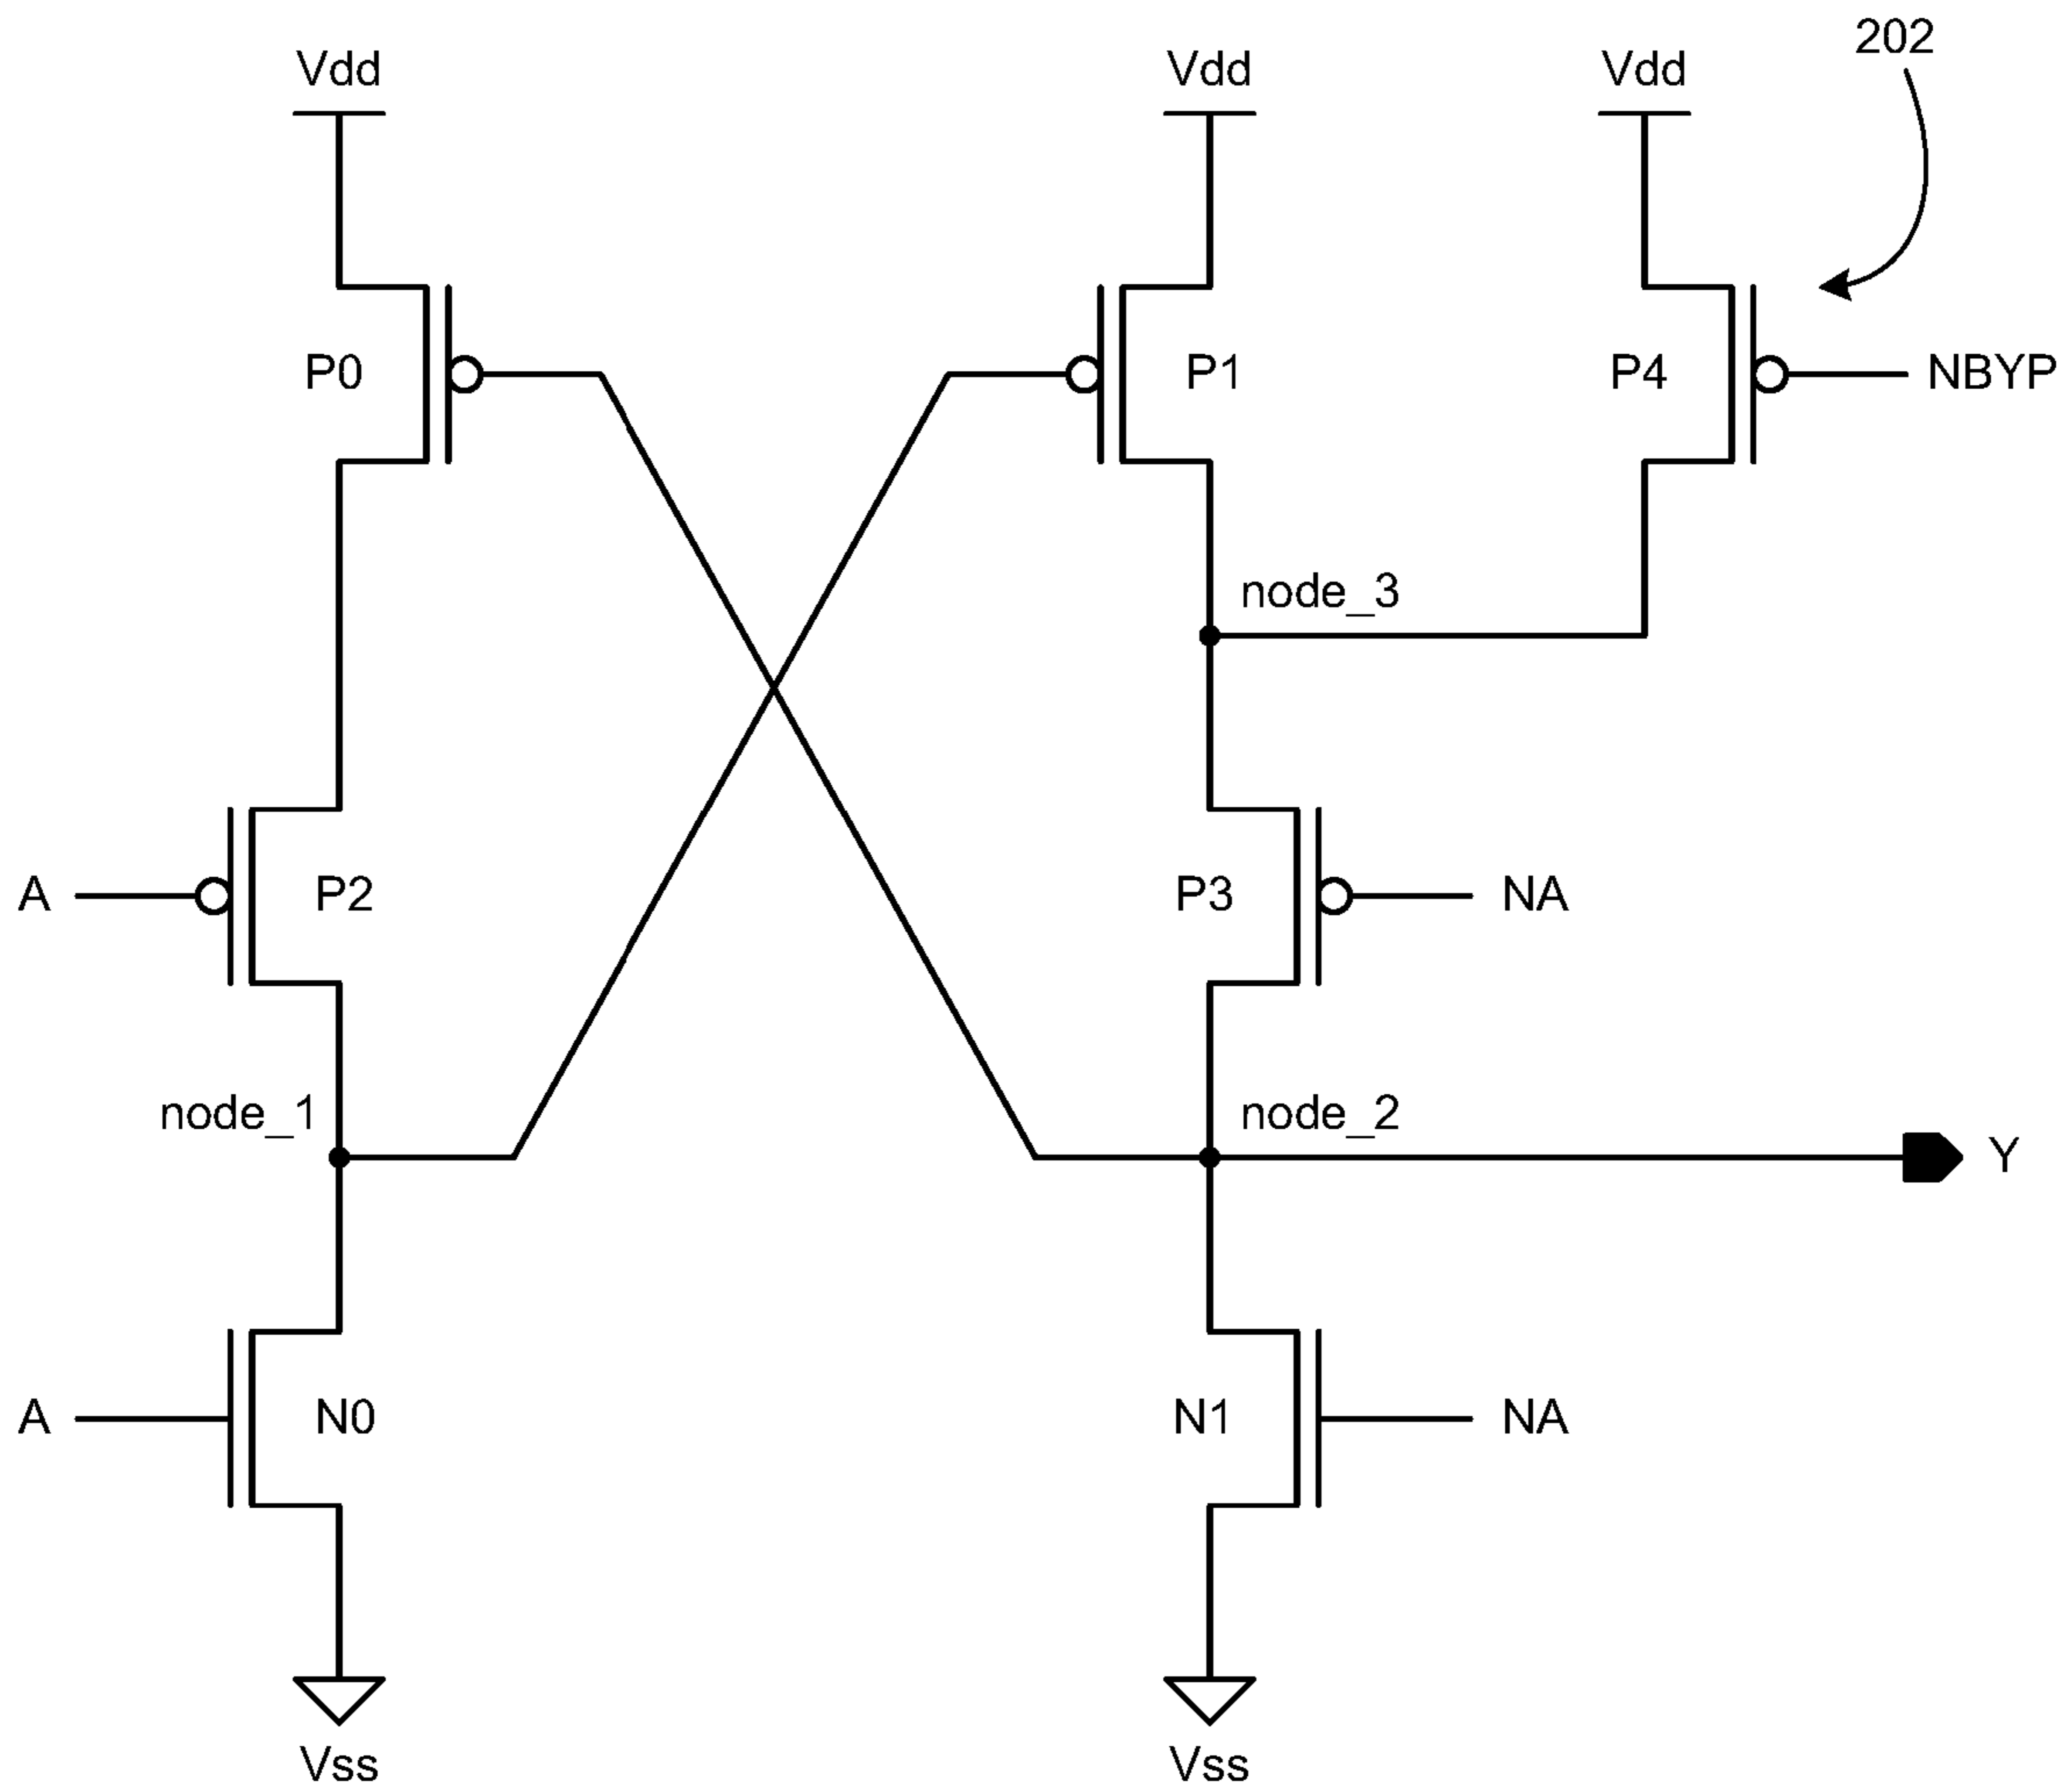 202
Vdd
Vdd
Vdd
P0
P1
P4
NBYP
node_3
A
P2
P3
NA
node_1
node_2
Y
A
N0
N1
NA
Vss
Vss